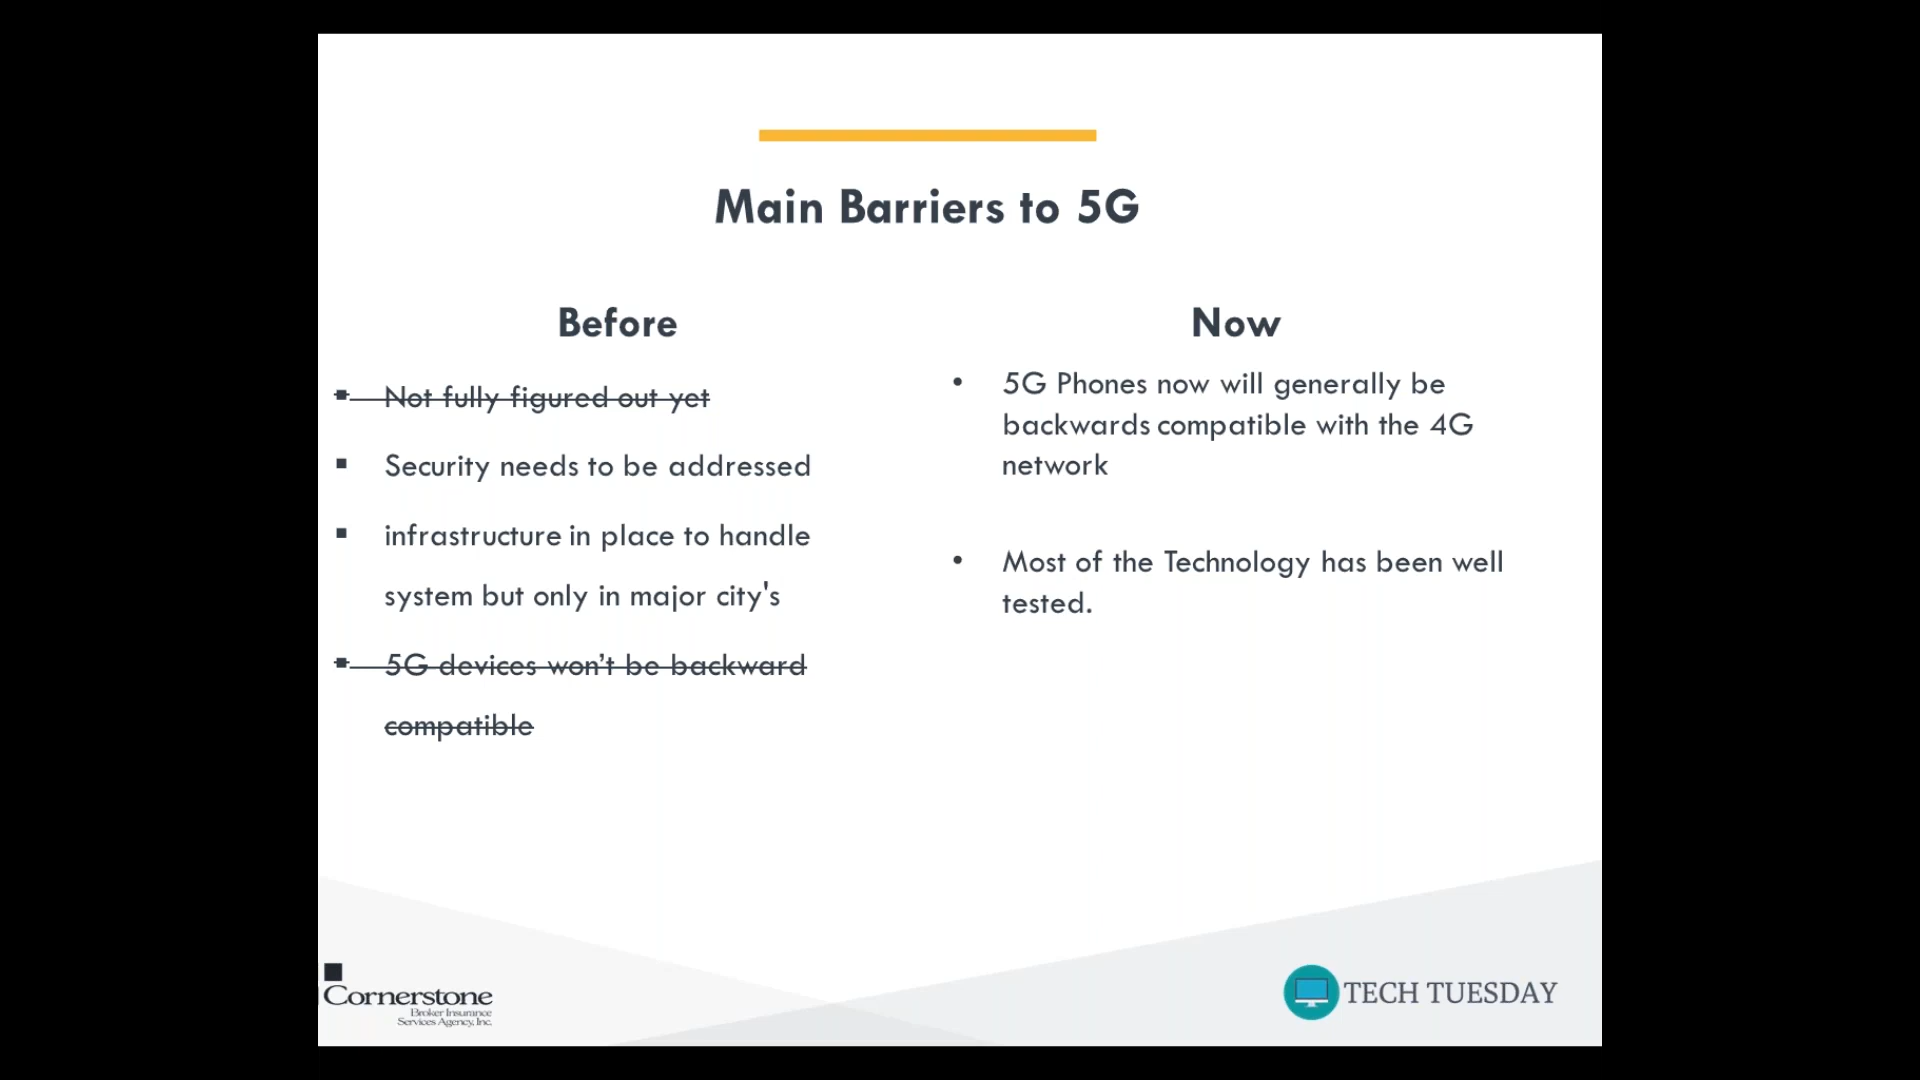 Main Barriers to 5G
Before
▪ Not fully figured out yet
▪ Security needs to be addressed
▪ infrastructure in place to handle
system but only in major city's
▪ 5G devices won’t be backward
compatible
Now
• 5G Phones now will generally be
backwards compatible with the 4G
network
• Most of the Technology has been well
tested.
Cornerstone
Broker Insurance
Services Agency, Inc.
TECH TUESDAY